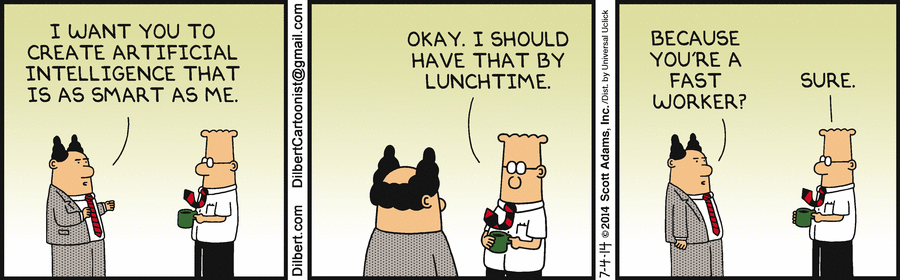 I WANT YOU TO
CREATE ARTIFICIAL
INTELLIGENCE THAT
IS AS SMART AS ME.
Dilbert.com DilbertCartoonist@gmail.com
OKAY. I SHOULD
HAVE THAT BY
LUNCHTIME.
7-4-14 ©2014 Scott Adams, Inc. /Dist. by Universal Uclick
BECAUSE
YOU'RE A
FAST
WORKER?
SURE.